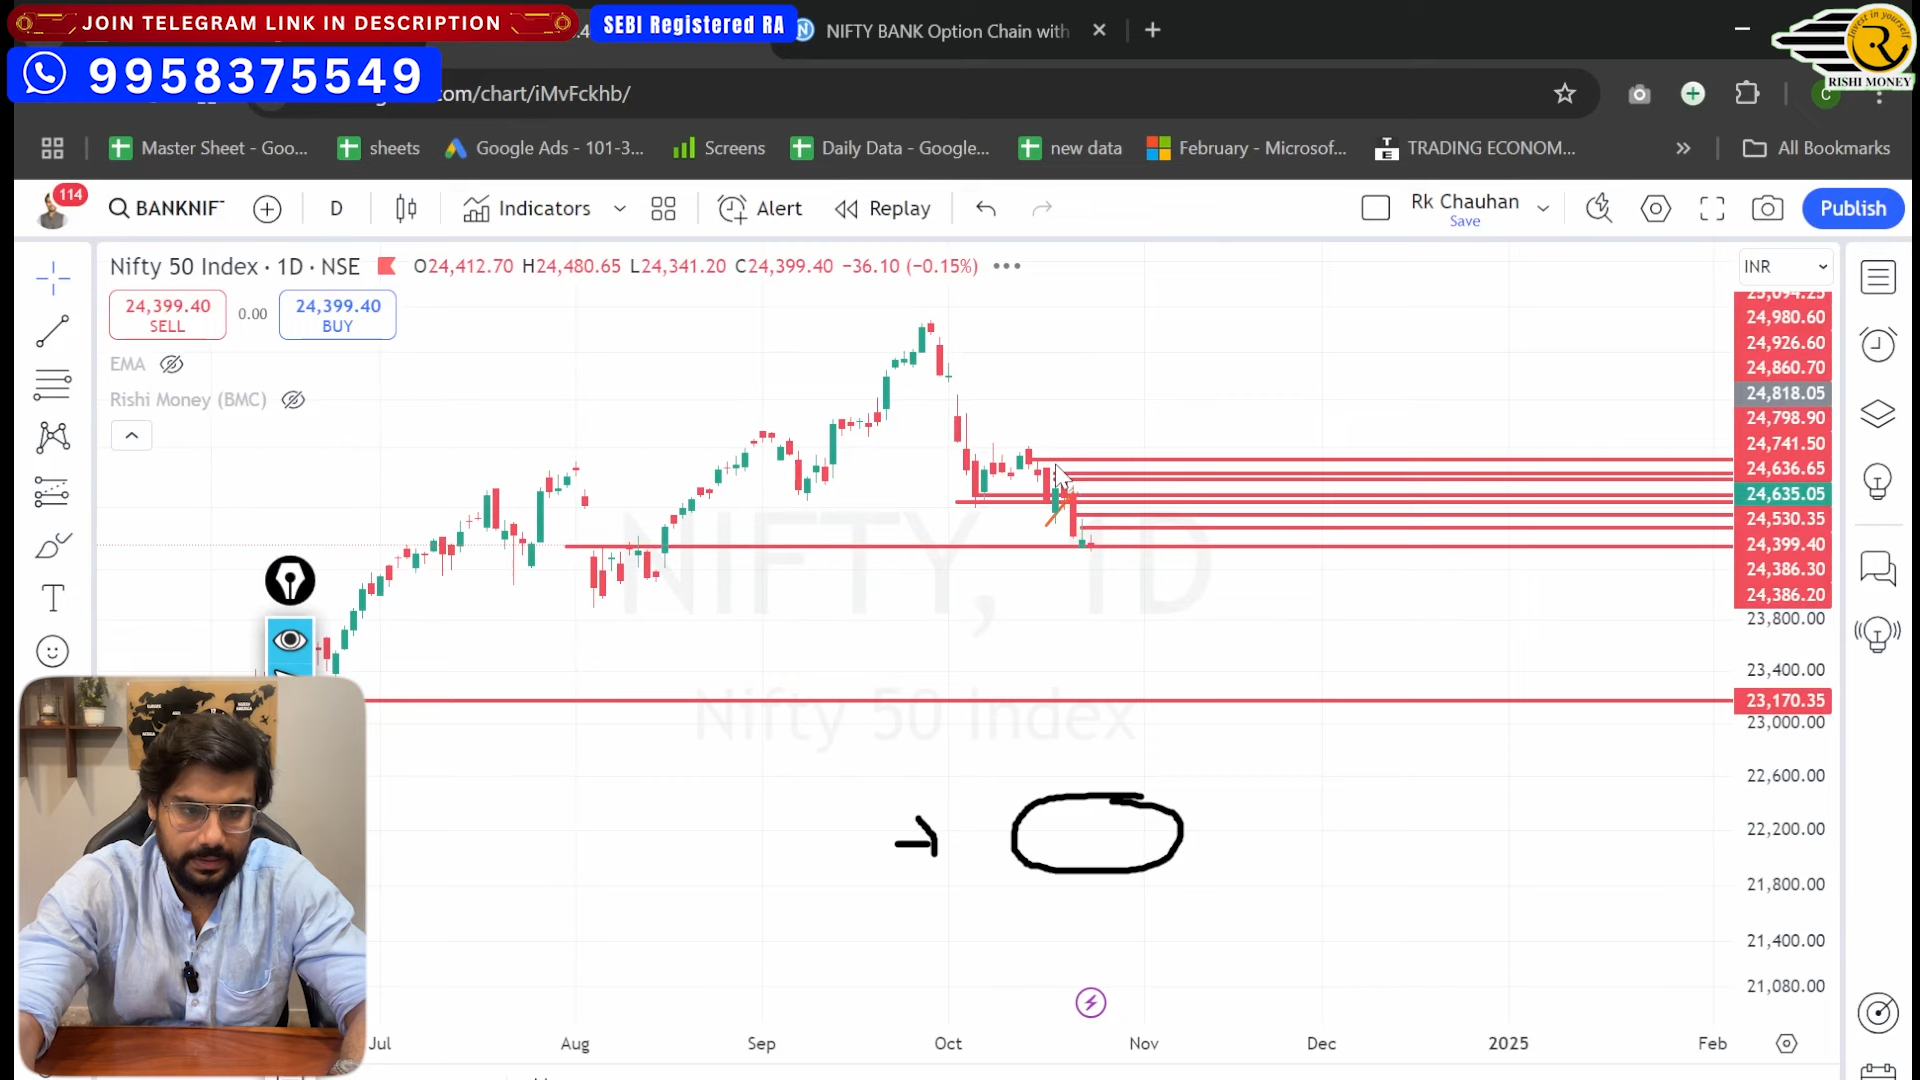 JOIN TELEGRAM LINK IN DESCRIPTION
SEBI Registered RA
NIFTY BANK Option Chain with
9958375549
om/chart/iMvFckhb/
Invest in yourself
RISHI MONEY
Master Sheet - Goo...
sheets
Google Ads - 101-3...
Screens
Daily Data - Google...
new data
February - Microsof...
TRADING ECONOM...
All Bookmarks
114
BANKNIF
D
Indicators
Alert
Replay
Rk Chauhan
Save
Publish
Nifty 50 Index · 1D · NSE
O24,412.70 H24,480.65 L24,341.20 C24,399.40 −36.10 (−0.15%)
INR
24,399.40
SELL
0.00
24,399.40
BUY
EMA
Rishi Money (BMC)
NIFTY, 1D
Nifty 50 Index
25,094.25
24,980.60
24,926.60
24,860.70
24,818.05
24,798.90
24,741.50
24,636.65
24,635.05
24,530.35
24,399.40
24,386.30
24,386.20
23,800.00
23,400.00
23,170.35
23,000.00
22,600.00
22,200.00
21,800.00
21,400.00
21,080.00
Jul
Aug
Sep
Oct
Nov
Dec
2025
Feb